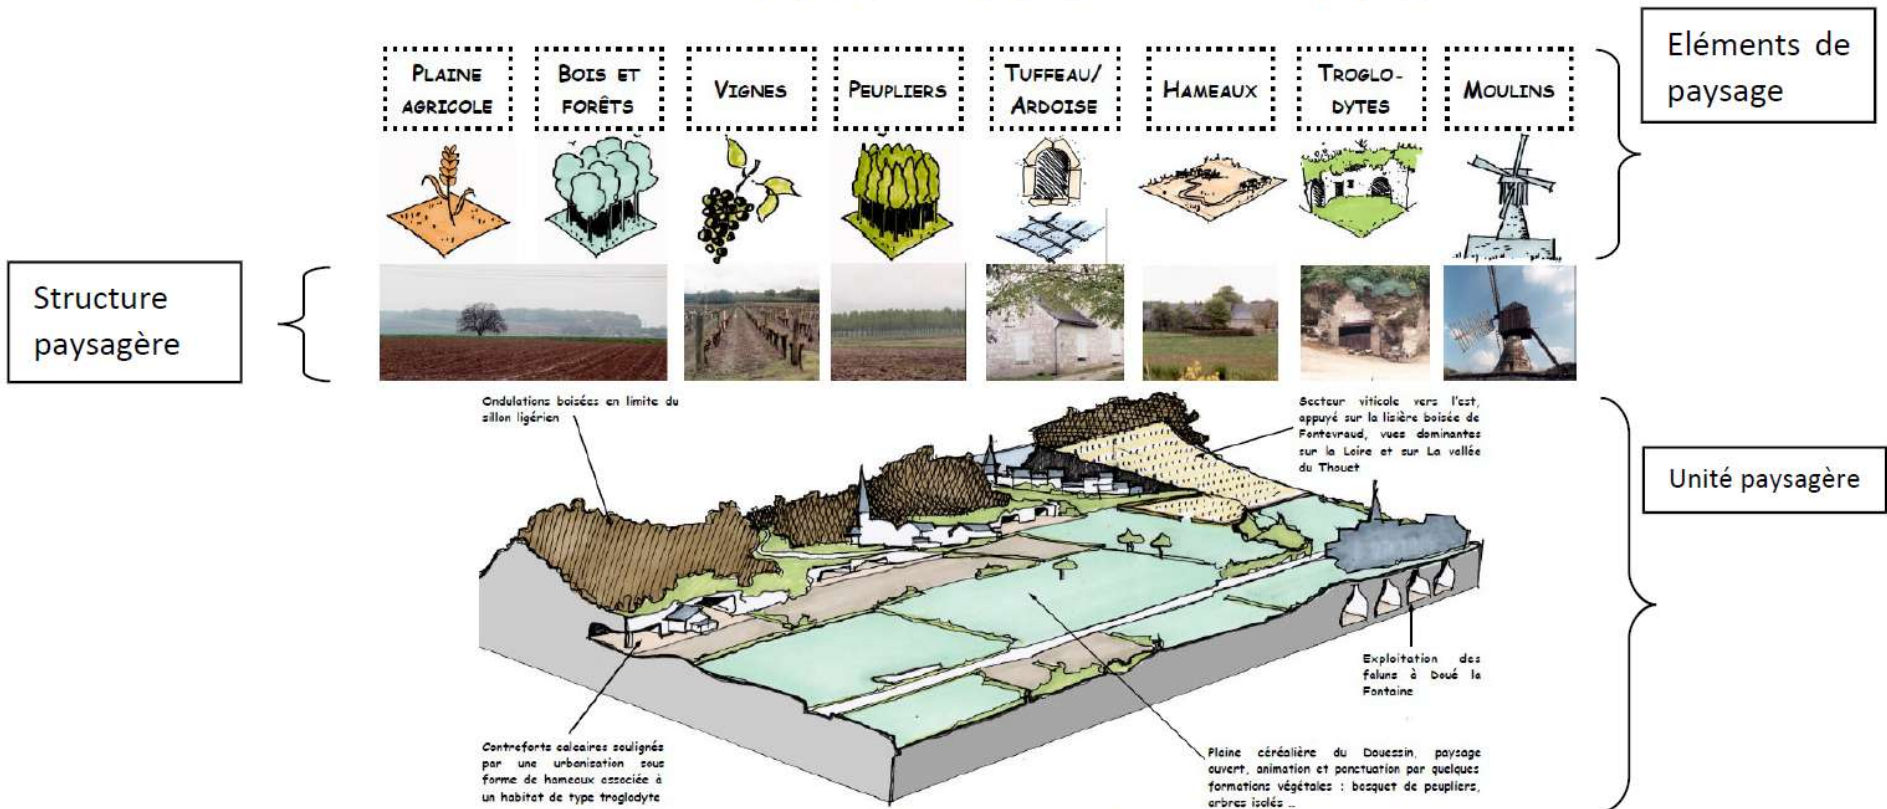 Eléments de
paysage
PLAINE
AGRICOLE
BOIS ET
FORÊTS
VIGNES
PEUPLIERS
TUFFEAU/
ARDOISE
HAMEAUX
TROGLO-
DYTES
MOULINS
Structure
paysagère
Ondulations boisées en limite du
sillon ligérien
Secteur viticole vers l'est,
appuyé sur la lisière boisée de
Fontevraud, vues dominantes
sur la Loire et sur La vallée
du Thouet
Unité paysagère
Exploitation des
faluns à Doué la
Fontaine
Contreforts calcaires soulignés
par une urbanisation sous
forme de hameaux associée à
un habitat de type troglodyte
Plaine céréalière du Douessin, paysage
ouvert, animation et ponctuation par quelques
formations végétales : bosquet de peupliers,
arbres isolés ..